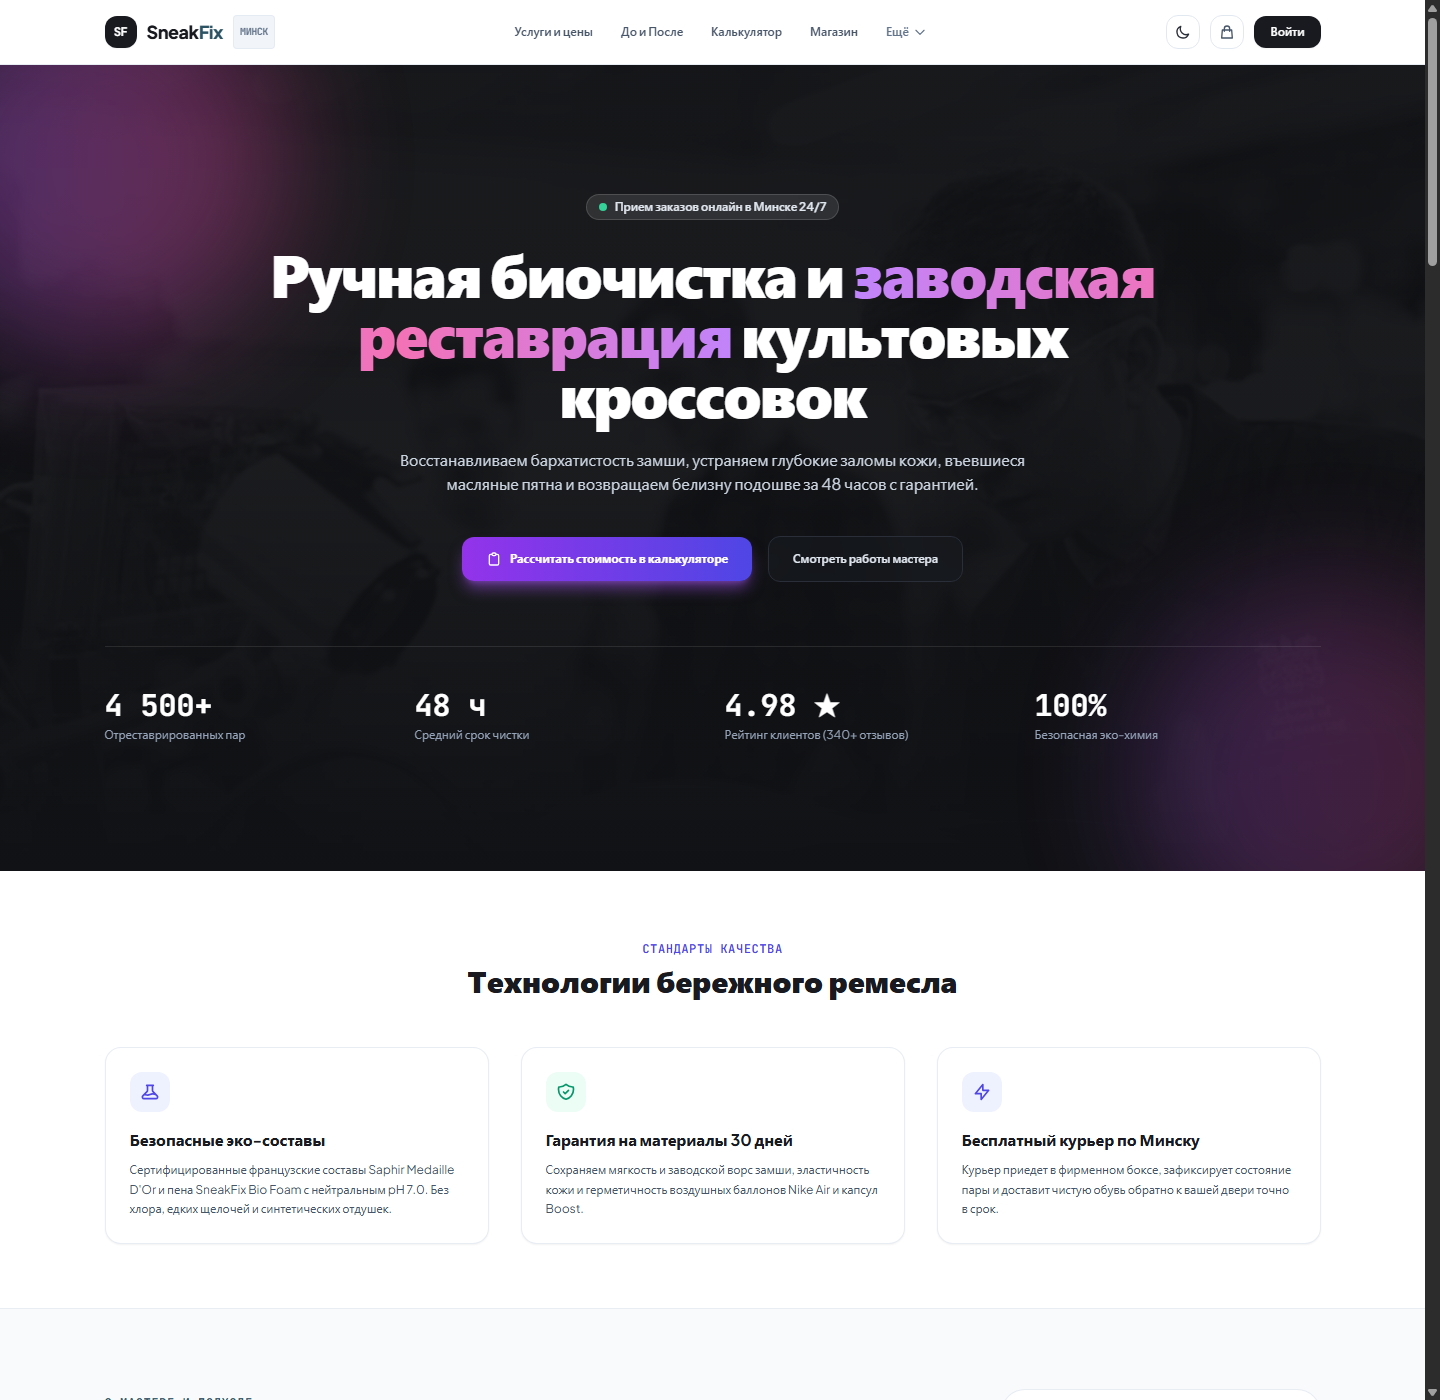 SF SneakFix МИНСК Услуги и цены До и После Калькулятор Магазин Ещё Войти
Прием заказов онлайн в Минске 24/7
Ручная биочистка и заводская
реставрация культовых
кроссовок
Восстанавливаем бархатистость замши, устраняем глубокие заломы кожи, въевшиеся
масляные пятна и возвращаем белизну подошве за 48 часов с гарантией.
Рассчитать стоимость в калькуляторе Смотреть работы мастера
4 500+ 48 ч 4.98 ★ 100%
Отреставрированных пар Средний срок чистки Рейтинг клиентов (340+ отзывов) Безопасная эко-химия
СТАНДАРТЫ КАЧЕСТВА
Технологии бережного ремесла
Безопасные эко-составы
Сертифицированные французские составы Saphir Medaille
D'Or и пена SneakFix Bio Foam с нейтральным pH 7.0. Без
хлора, едких щелочей и синтетических отдушек.
Гарантия на материалы 30 дней
Сохраняем мягкость и заводской ворс замши, эластичность
кожи и герметичность воздушных баллонов Nike Air и капсул
Boost.
Бесплатный курьер по Минску
Курьер приедет в фирменном боксе, зафиксирует состояние
пары и доставит чистую обувь обратно к вашей двери точно
в срок.